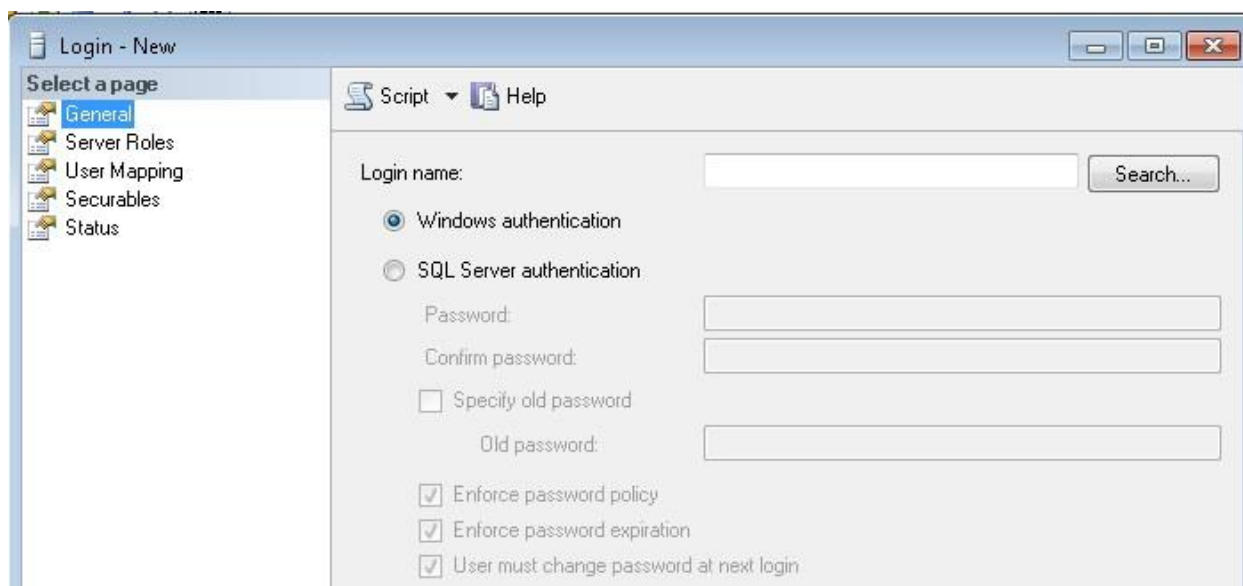 Login - New
Select a page
General
Server Roles
User Mapping
Securables
Status
Script Help
Login name: Search...
Windows authentication
SQL Server authentication
Password:
Confirm password:
Specify old password
Old password:
Enforce password policy
Enforce password expiration
User must change password at next login